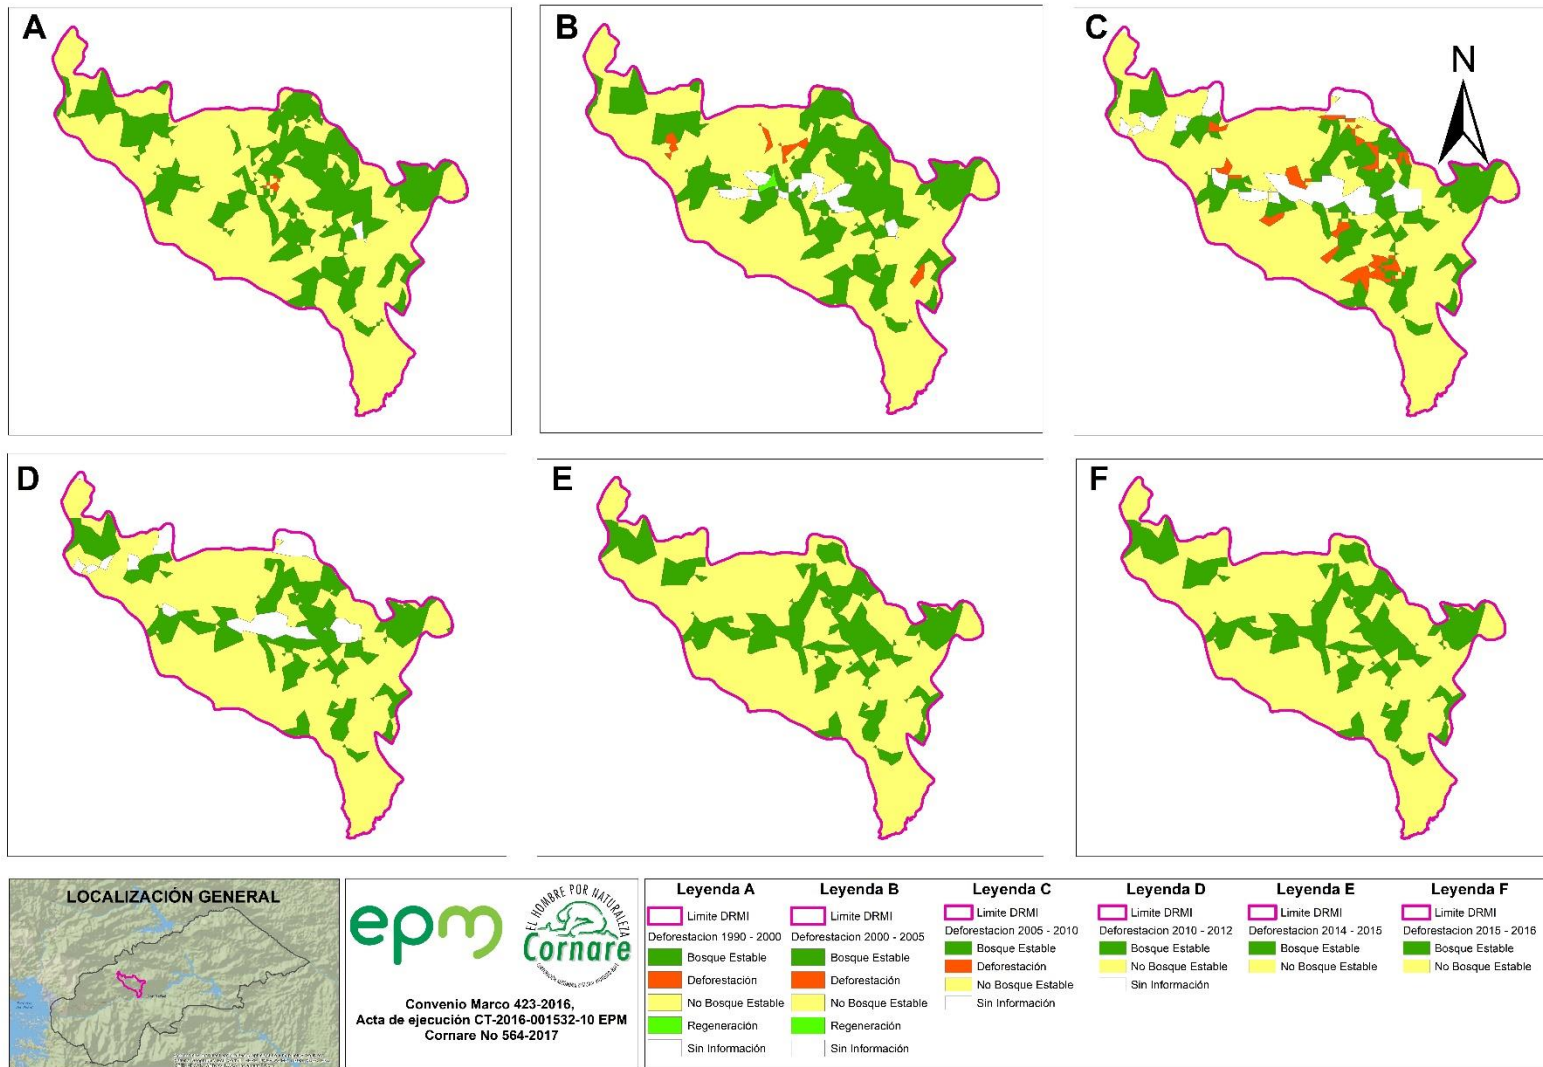 A
B
C
N
D
E
F
LOCALIZACIÓN GENERAL
epm
EL HOMBRE POR NATURALEZA
Cornare
Convenio Marco 423-2016,
Acta de ejecución CT-2016-001532-10 EPM
Cornare No 564-2017
Leyenda A
Limite DRMI
Deforestacion 1990 - 2000
Bosque Estable
Deforestación
No Bosque Estable
Regeneración
Sin Información
Leyenda B
Limite DRMI
Deforestacion 2000 - 2005
Bosque Estable
Deforestación
No Bosque Estable
Regeneración
Sin Información
Leyenda C
Limite DRMI
Deforestacion 2005 - 2010
Bosque Estable
Deforestación
No Bosque Estable
Sin Información
Leyenda D
Limite DRMI
Deforestacion 2010 - 2012
Bosque Estable
No Bosque Estable
Sin Información
Leyenda E
Limite DRMI
Deforestacion 2014 - 2015
Bosque Estable
No Bosque Estable
Leyenda F
Limite DRMI
Deforestacion 2015 - 2016
Bosque Estable
No Bosque Estable